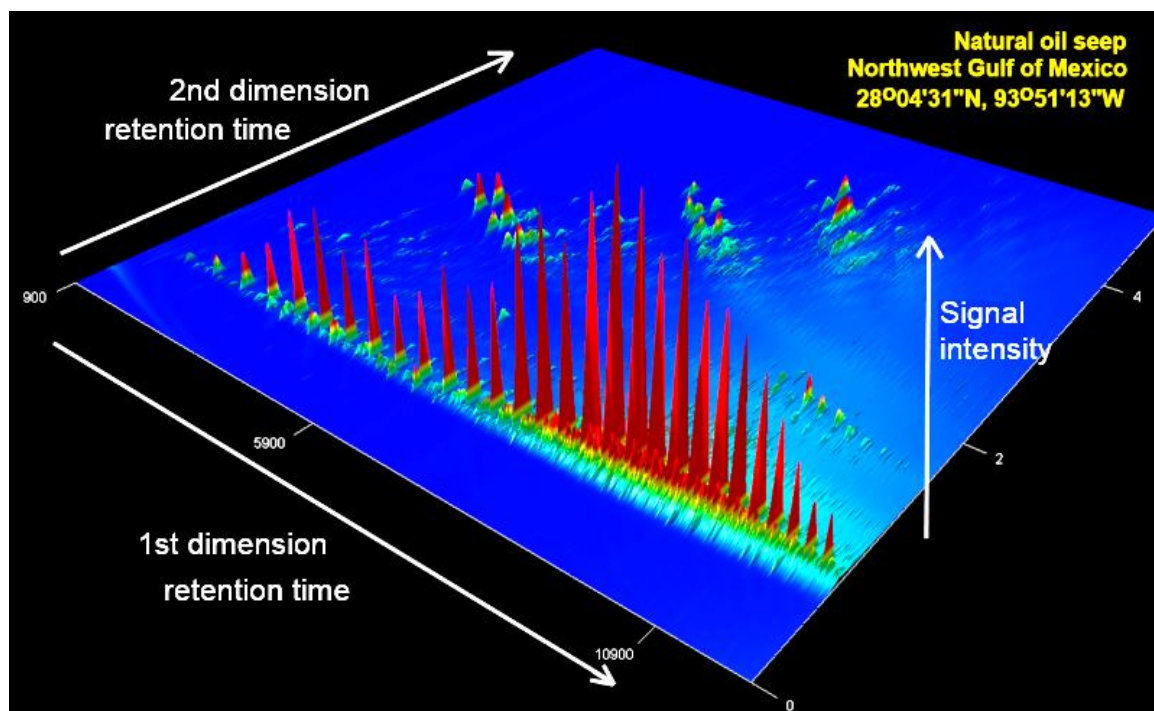 Natural oil seep
Northwest Gulf of Mexico
28⁰04'31"N, 93⁰51'13"W
2nd dimension
retention time
900
4
Signal
intensity
5900
2
1st dimension
retention time
10900
0